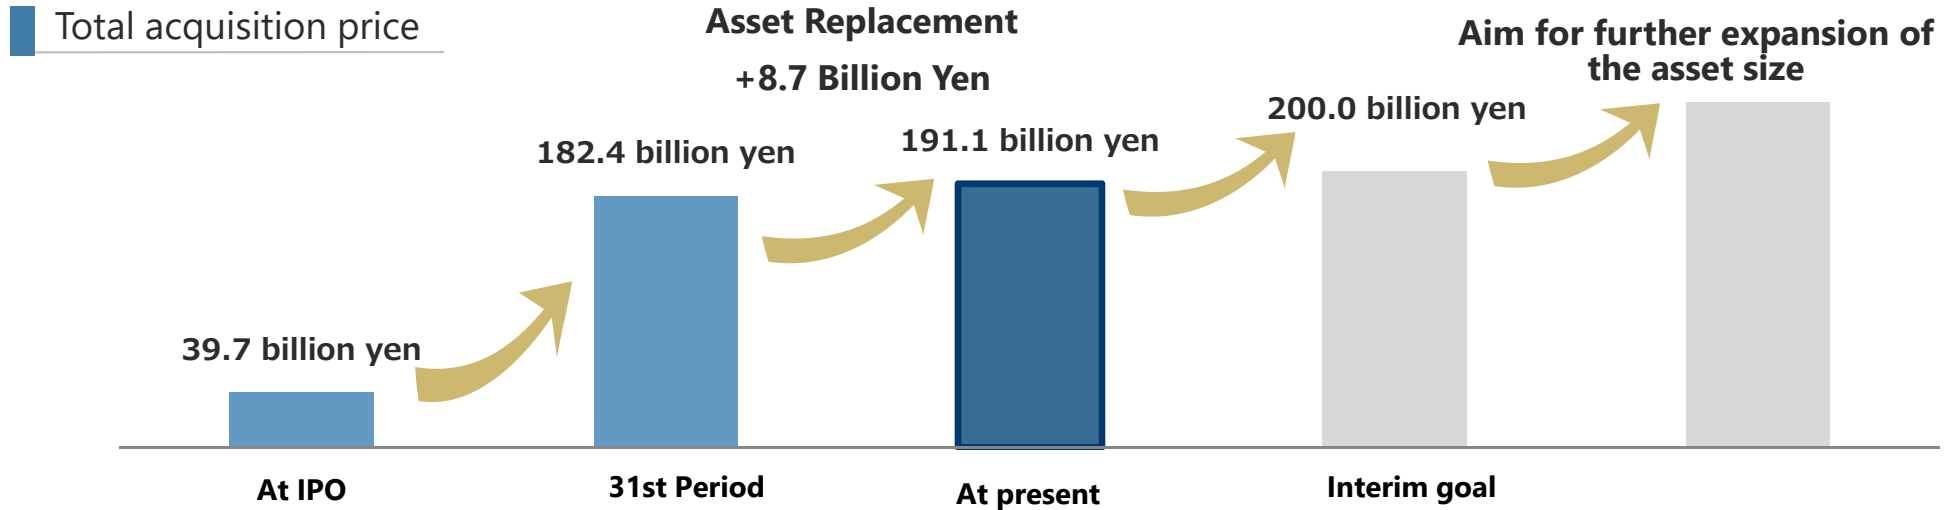 Total acquisition price
Asset Replacement
+8.7 Billion Yen
Aim for further expansion of
the asset size
39.7 billion yen
182.4 billion yen
191.1 billion yen
200.0 billion yen
At IPO
31st Period
At present
Interim goal